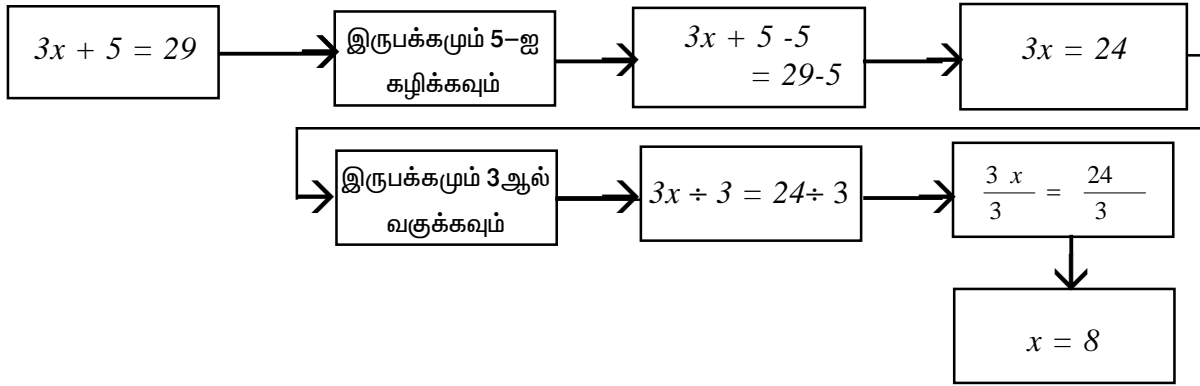 3x + 5 = 29
இருபக்கமும் 5–ஐ
கழிக்கவும்
3x + 5 -5
= 29-5
3x = 24
இருபக்கமும் 3ஆல்
வகுக்கவும்
3x ÷ 3 = 24÷ 3
3 x / 3 = 24 / 3
x = 8